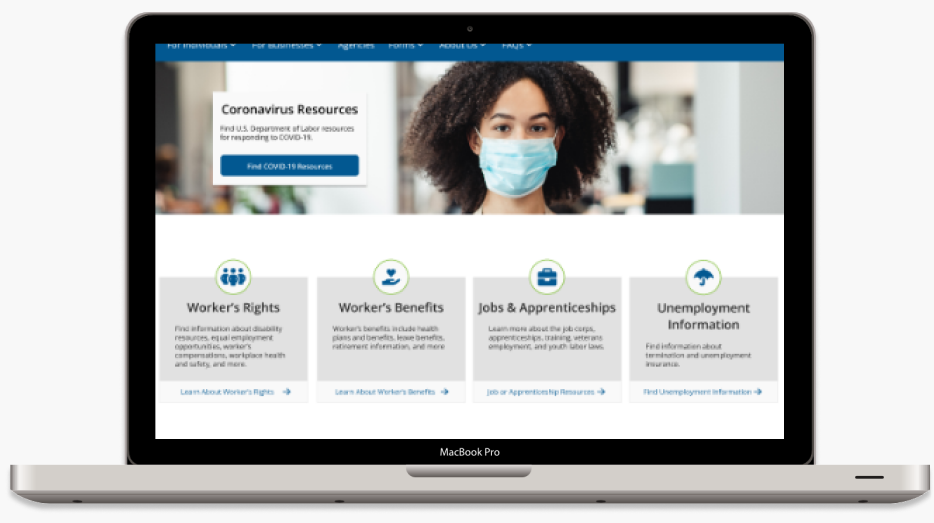 For Individuals For Businesses Agencies Forms About Us FAQs
Coronavirus Resources
Find U.S. Department of Labor resources
for responding to COVID-19.
Find COVID-19 Resources
Worker's Rights
Find information about disability
resources, equal employment
opportunities, worker's
compensations, workplace health
and safety, and more.
Learn About Worker's Rights →
Worker's Benefits
Worker's benefits include health
plans and benefits, leave benefits,
retirement information, and more
Learn About Worker's Benefits →
Jobs & Apprenticeships
Learn more about the job corps,
apprenticeships, training, veterans
employment, and youth labor laws.
Job or Apprenticeship Resources →
Unemployment
Information
Find information about
termination and unemployment
insurance.
Find Unemployment Information →
MacBook Pro